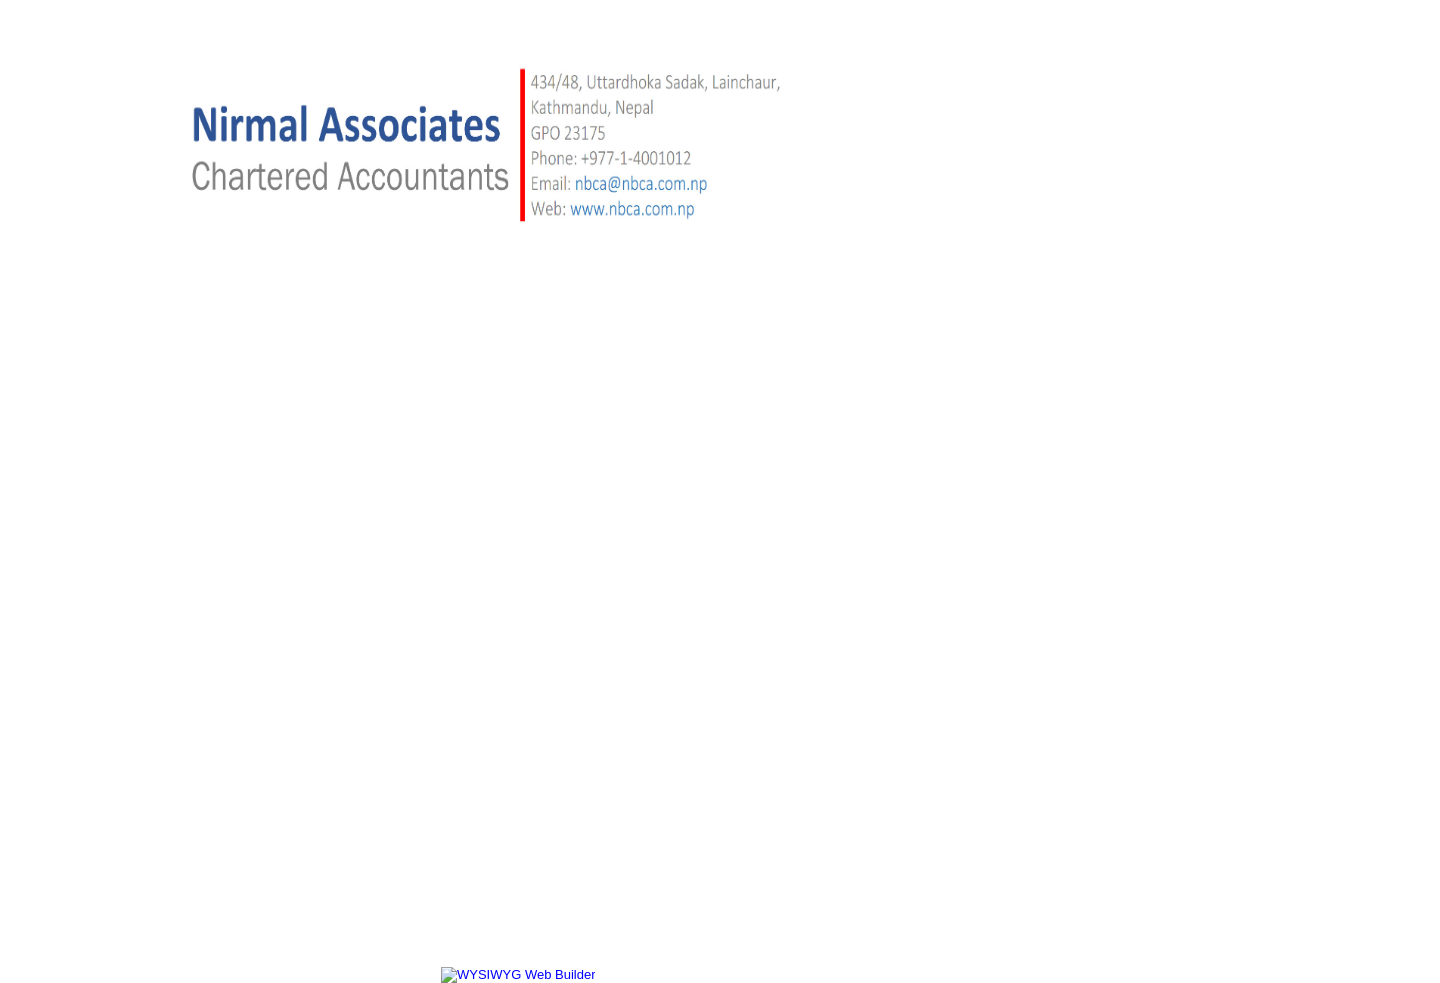 Nirmal Associates
Chartered Accountants
434/48, Uttardhoka Sadak, Lainchaur,
Kathmandu, Nepal
GPO 23175
Phone: +977-1-4001012
Email: nbca@nbca.com.np
Web: www.nbca.com.np
WYSIWYG Web Builder